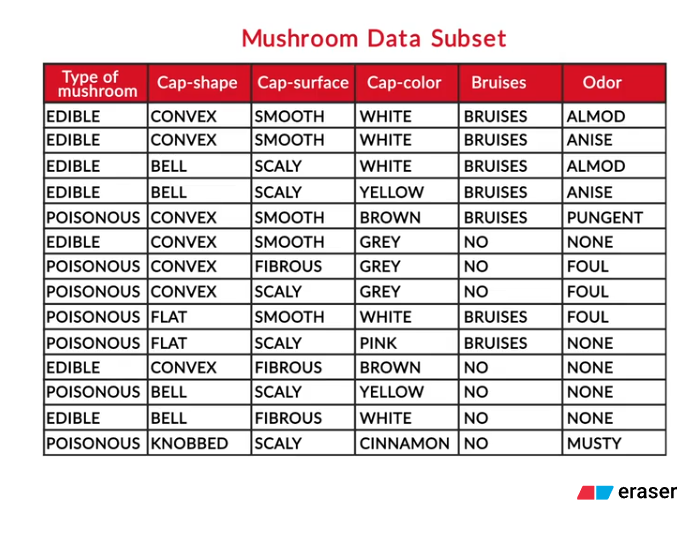 Mushroom Data Subset
Type of mushroom Cap-shape Cap-surface Cap-color Bruises Odor
EDIBLE CONVEX SMOOTH WHITE BRUISES ALMOD
EDIBLE CONVEX SMOOTH WHITE BRUISES ANISE
EDIBLE BELL SCALY WHITE BRUISES ALMOD
EDIBLE BELL SCALY YELLOW BRUISES ANISE
POISONOUS CONVEX SMOOTH BROWN BRUISES PUNGENT
EDIBLE CONVEX SMOOTH GREY NO NONE
POISONOUS CONVEX FIBROUS GREY NO FOUL
POISONOUS CONVEX SCALY GREY NO FOUL
POISONOUS FLAT SMOOTH WHITE BRUISES FOUL
POISONOUS FLAT SCALY PINK BRUISES NONE
EDIBLE CONVEX FIBROUS BROWN NO NONE
POISONOUS BELL SCALY YELLOW NO NONE
EDIBLE BELL FIBROUS WHITE NO NONE
POISONOUS KNOBBED SCALY CINNAMON NO MUSTY
eraser